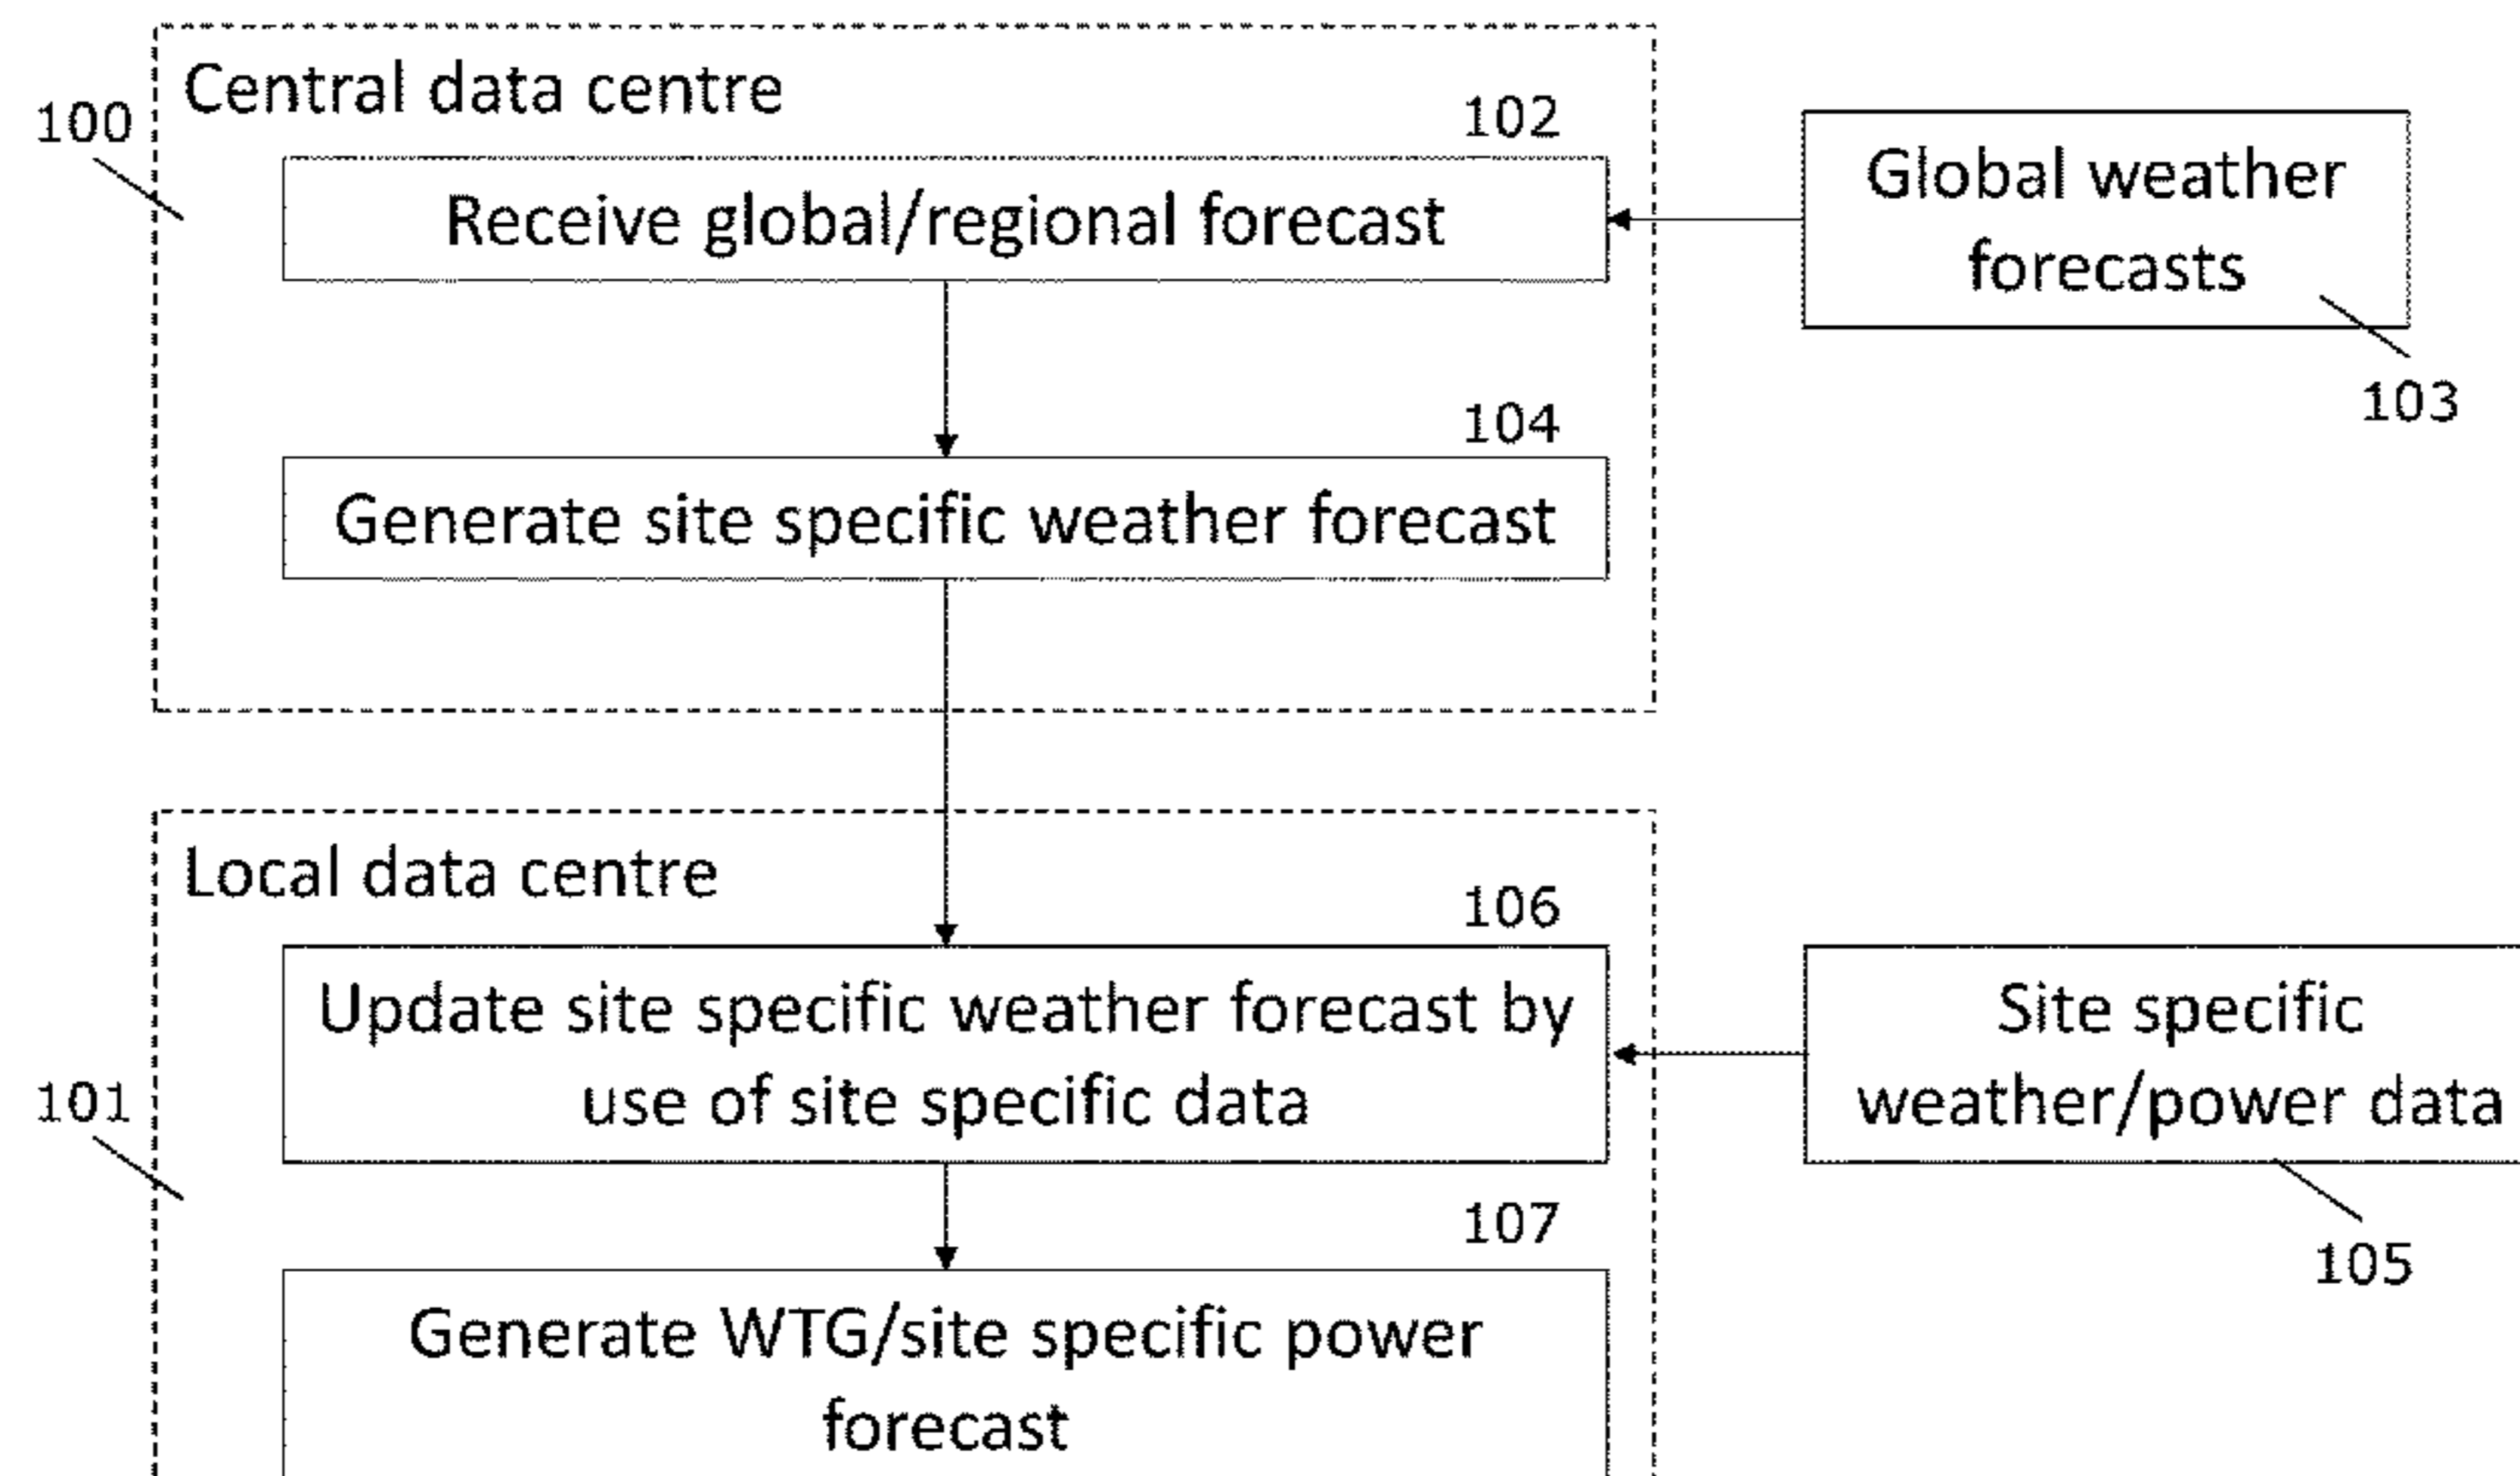 Central data centre
100
102
Receive global/regional forecast
Global weather
forecasts
103
104
Generate site specific weather forecast
Local data centre
106
Update site specific weather forecast by
use of site specific data
Site specific
weather/power data
101
105
107
Generate WTG/site specific power
forecast